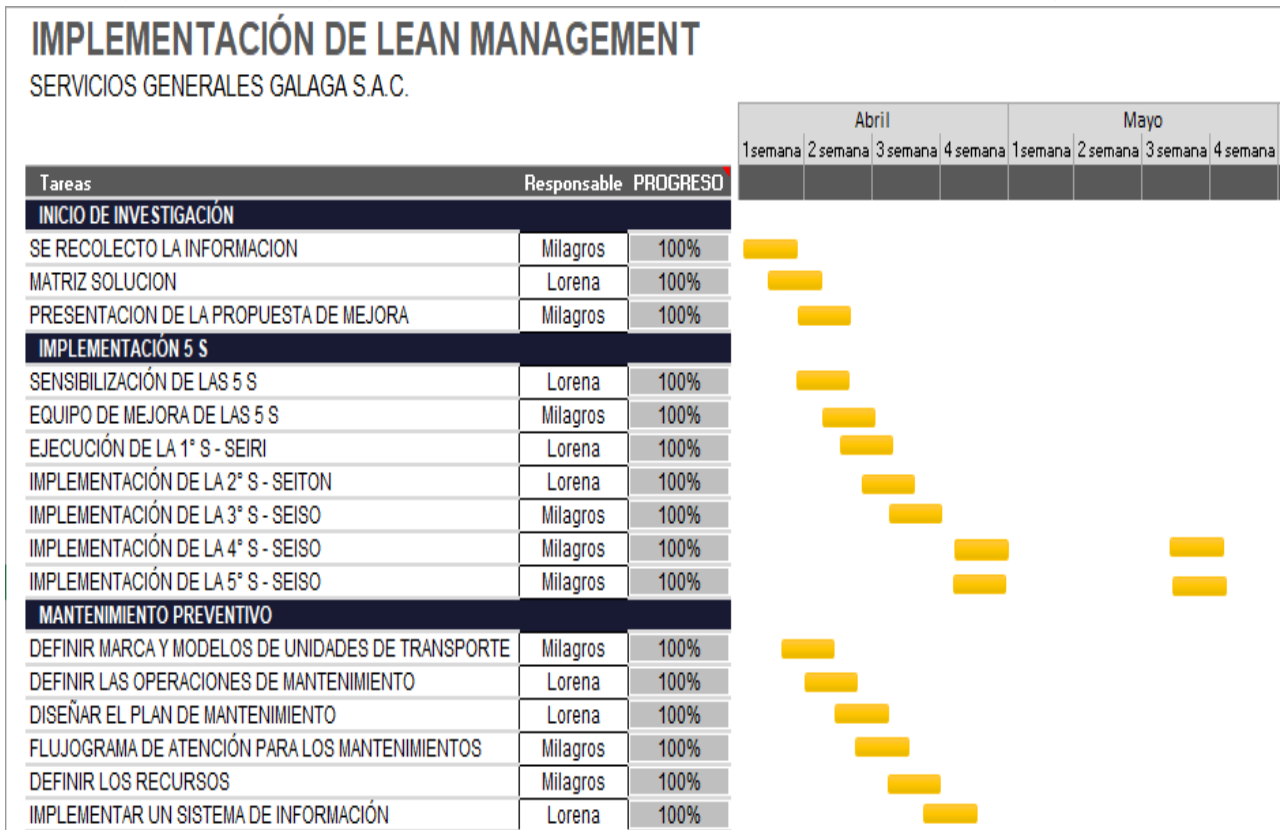 IMPLEMENTACIÓN DE LEAN MANAGEMENT
SERVICIOS GENERALES GALAGA S.A.C.
Abril Mayo
1 semana 2 semana 3 semana 4 semana 1 semana 2 semana 3 semana 4 semana
Tareas Responsable PROGRESO
INICIO DE INVESTIGACIÓN
SE RECOLECTO LA INFORMACION Milagros 100%
MATRIZ SOLUCION Lorena 100%
PRESENTACION DE LA PROPUESTA DE MEJORA Milagros 100%
IMPLEMENTACIÓN 5 S
SENSIBILIZACIÓN DE LAS 5 S Lorena 100%
EQUIPO DE MEJORA DE LAS 5 S Milagros 100%
EJECUCIÓN DE LA 1° S - SEIRI Lorena 100%
IMPLEMENTACIÓN DE LA 2° S - SEITON Lorena 100%
IMPLEMENTACIÓN DE LA 3° S - SEISO Milagros 100%
IMPLEMENTACIÓN DE LA 4° S - SEISO Milagros 100%
IMPLEMENTACIÓN DE LA 5° S - SEISO Milagros 100%
MANTENIMIENTO PREVENTIVO
DEFINIR MARCA Y MODELOS DE UNIDADES DE TRANSPORTE Milagros 100%
DEFINIR LAS OPERACIONES DE MANTENIMIENTO Lorena 100%
DISEÑAR EL PLAN DE MANTENIMIENTO Lorena 100%
FLUJOGRAMA DE ATENCIÓN PARA LOS MANTENIMIENTOS Milagros 100%
DEFINIR LOS RECURSOS Milagros 100%
IMPLEMENTAR UN SISTEMA DE INFORMACIÓN Lorena 100%